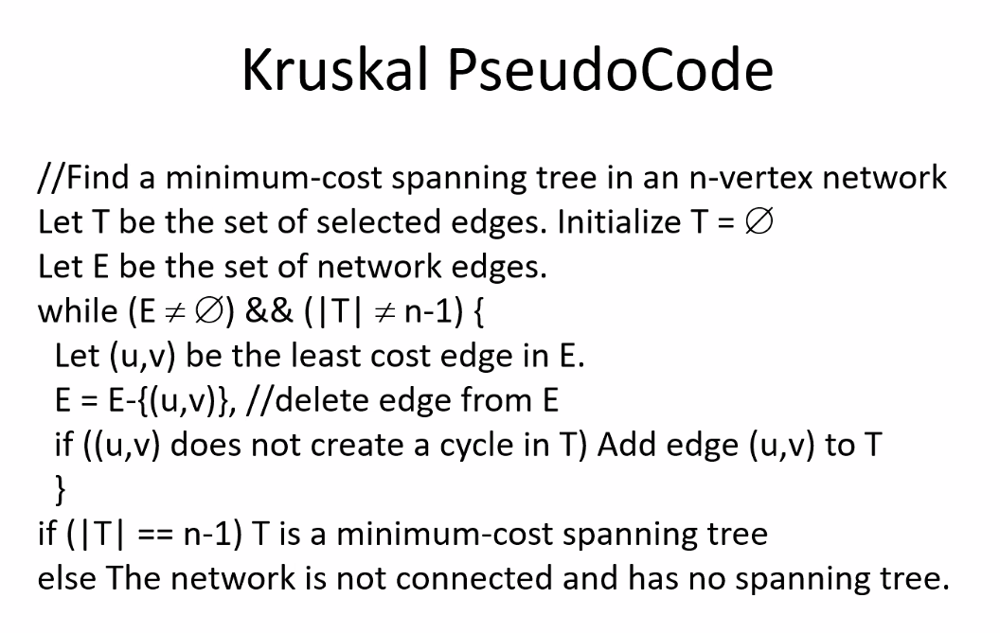 Kruskal PseudoCode
//Find a minimum-cost spanning tree in an n-vertex network
Let T be the set of selected edges. Initialize T = ∅
Let E be the set of network edges.
while (E ≠ ∅) && (|T| ≠ n-1) {
Let (u,v) be the least cost edge in E.
E = E-{(u,v)}, //delete edge from E
if ((u,v) does not create a cycle in T) Add edge (u,v) to T
}
if (|T| == n-1) T is a minimum-cost spanning tree
else The network is not connected and has no spanning tree.